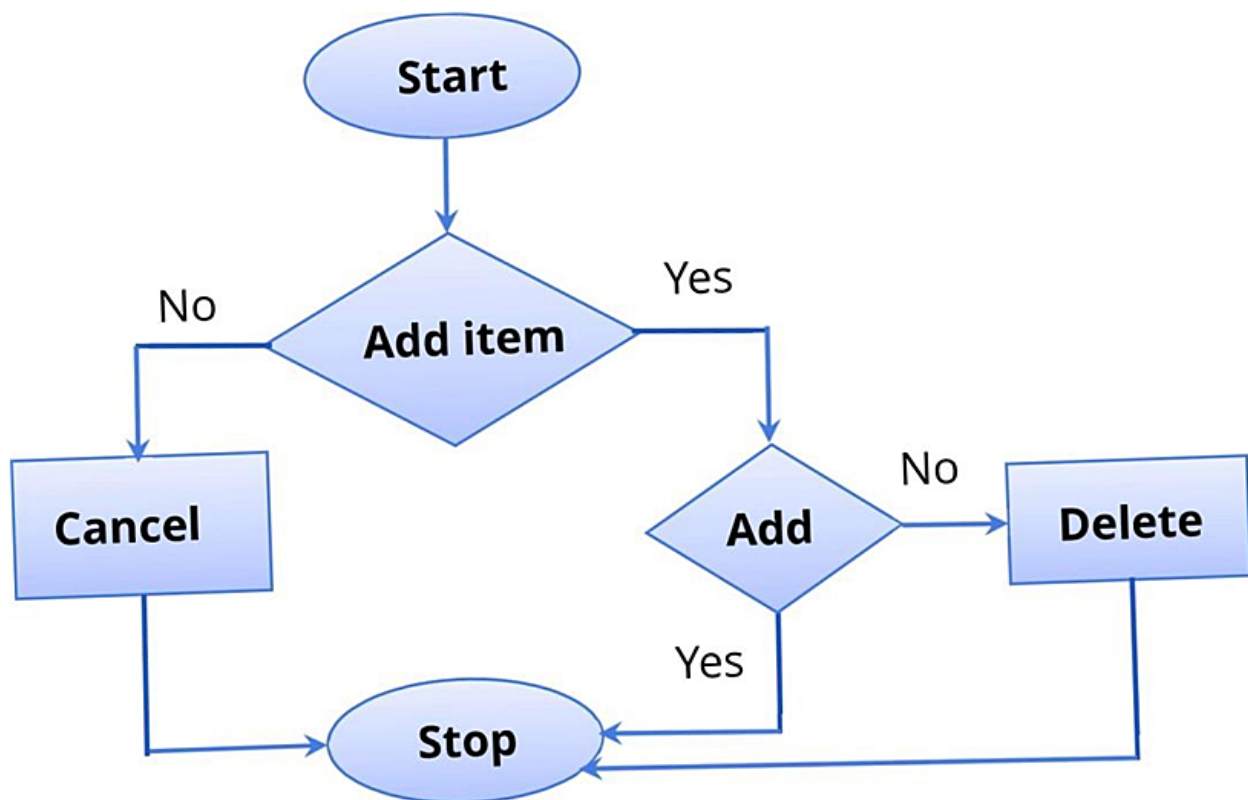 Start
No
Yes
Add item
Cancel
Add
No
Delete
Yes
Stop